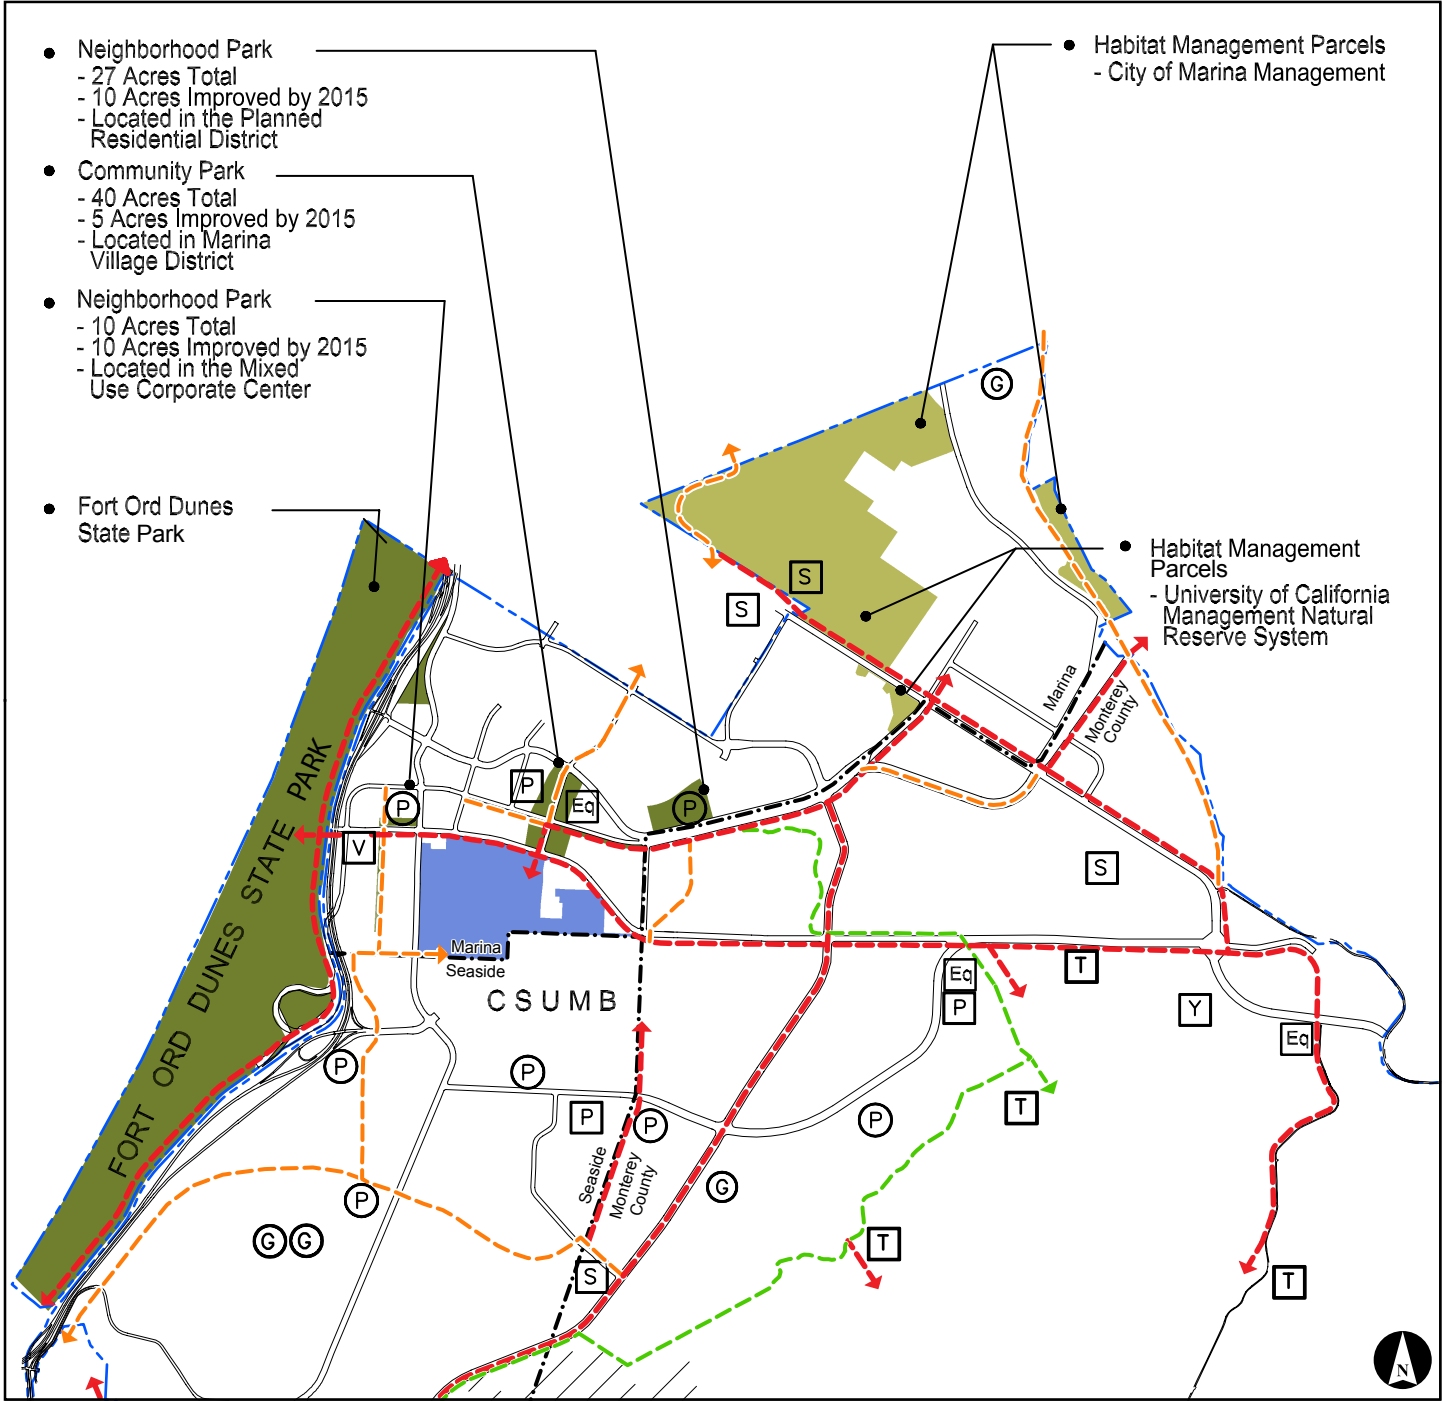 Neighborhood Park
- 27 Acres Total
- 10 Acres Improved by 2015
- Located in the Planned
Residential District
Community Park
- 40 Acres Total
- 5 Acres Improved by 2015
- Located in Marina
Village District
Neighborhood Park
- 10 Acres Total
- 10 Acres Improved by 2015
- Located in the Mixed
Use Corporate Center
Fort Ord Dunes
State Park
Habitat Management Parcels
- City of Marina Management
Habitat Management
Parcels
- University of California
Management Natural
Reserve System
G
S
S
Marina
Monterey
County
P
Eq
P
P
V
S
FORT ORD DUNES STATE PARK
Marina
Seaside
CSUMB
Eq
P
T
Y
Eq
P
P
P
P
P
T
Seaside
Monterey
County
G
P
G G
T
S
T
N